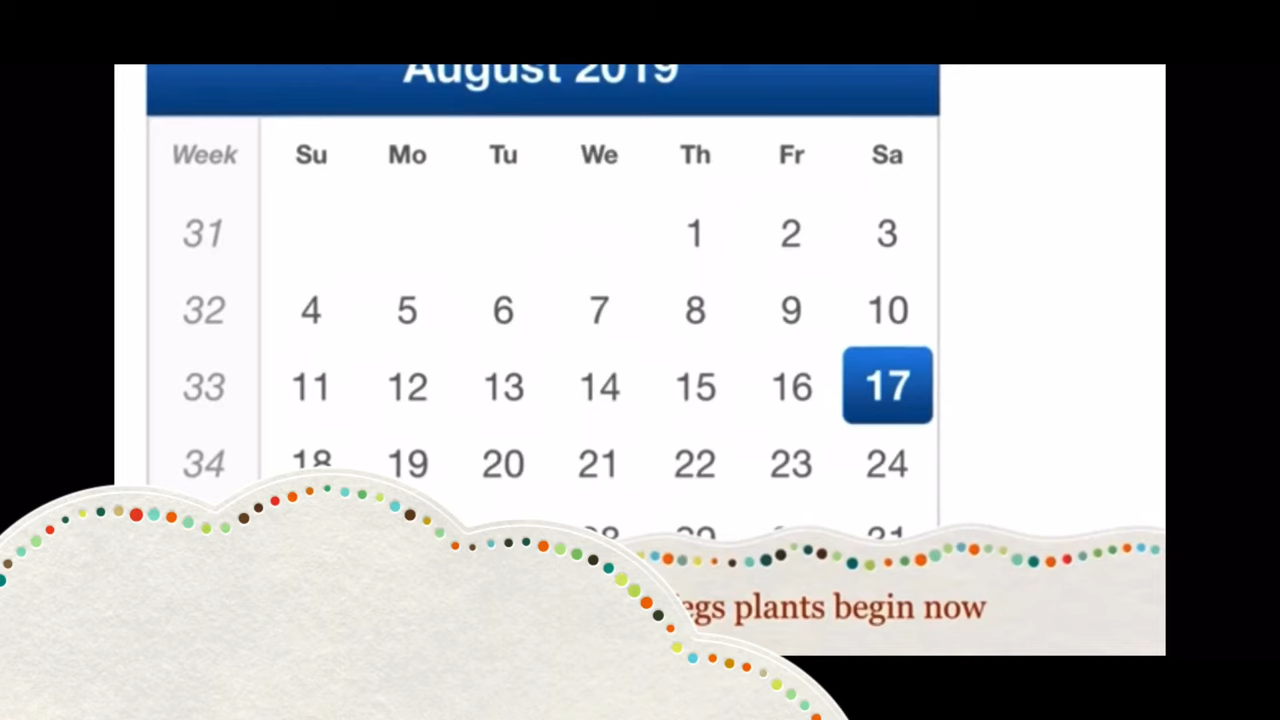 August 2019
Week Su Mo Tu We Th Fr Sa
31 1 2 3
32 4 5 6 7 8 9 10
33 11 12 13 14 15 16 17
34 18 19 20 21 22 23 24
plants begin now